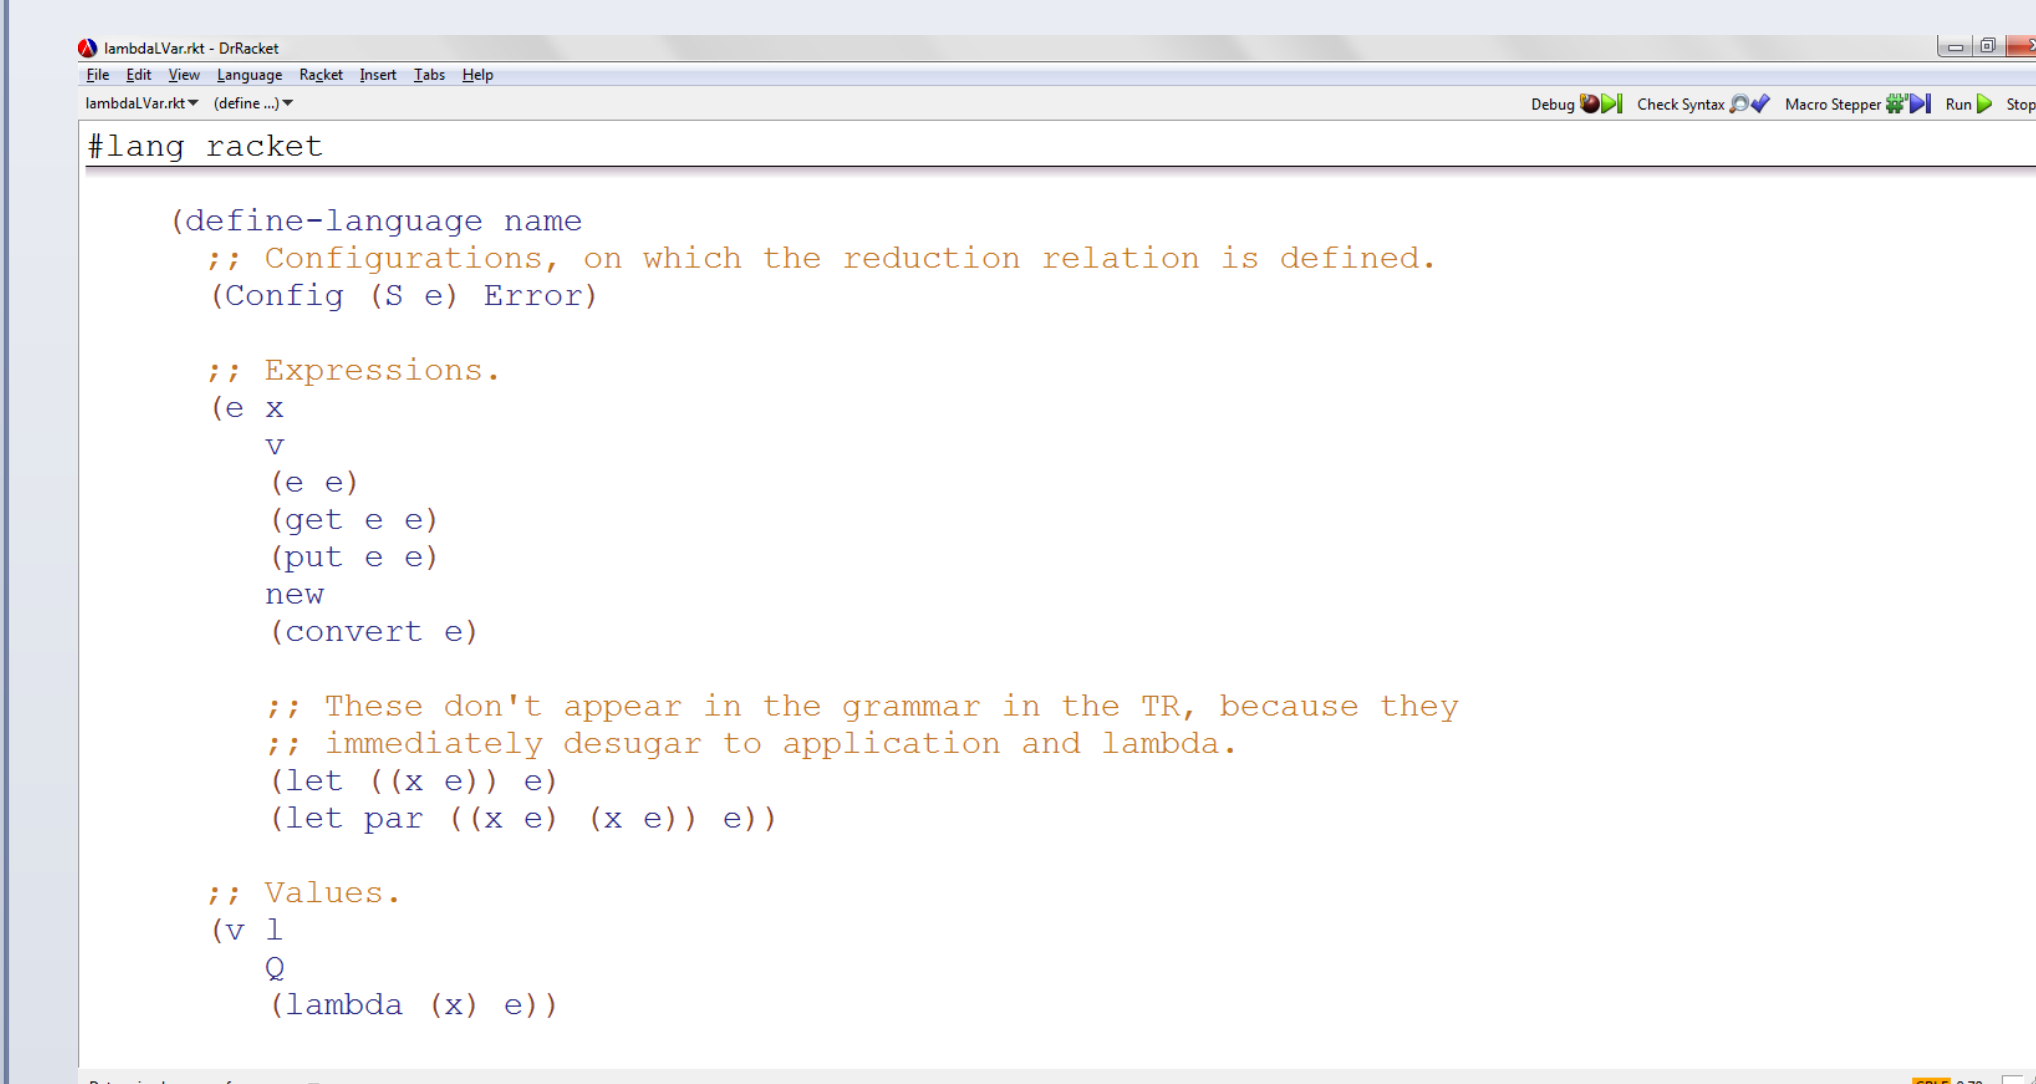 lambdaLVar.rkt - DrRacket
File Edit View Language Racket Insert Tabs Help
lambdaLVar.rkt (define ...) Debug Check Syntax Macro Stepper Run Stop
#lang racket
(define-language name
;; Configurations, on which the reduction relation is defined.
(Config (S e) Error)
;; Expressions.
(e x
v
(e e)
(get e e)
(put e e)
new
(convert e)
;; These don't appear in the grammar in the TR, because they
;; immediately desugar to application and lambda.
(let ((x e)) e)
(let par ((x e) (x e)) e))
;; Values.
(v l
Q
(lambda (x) e))